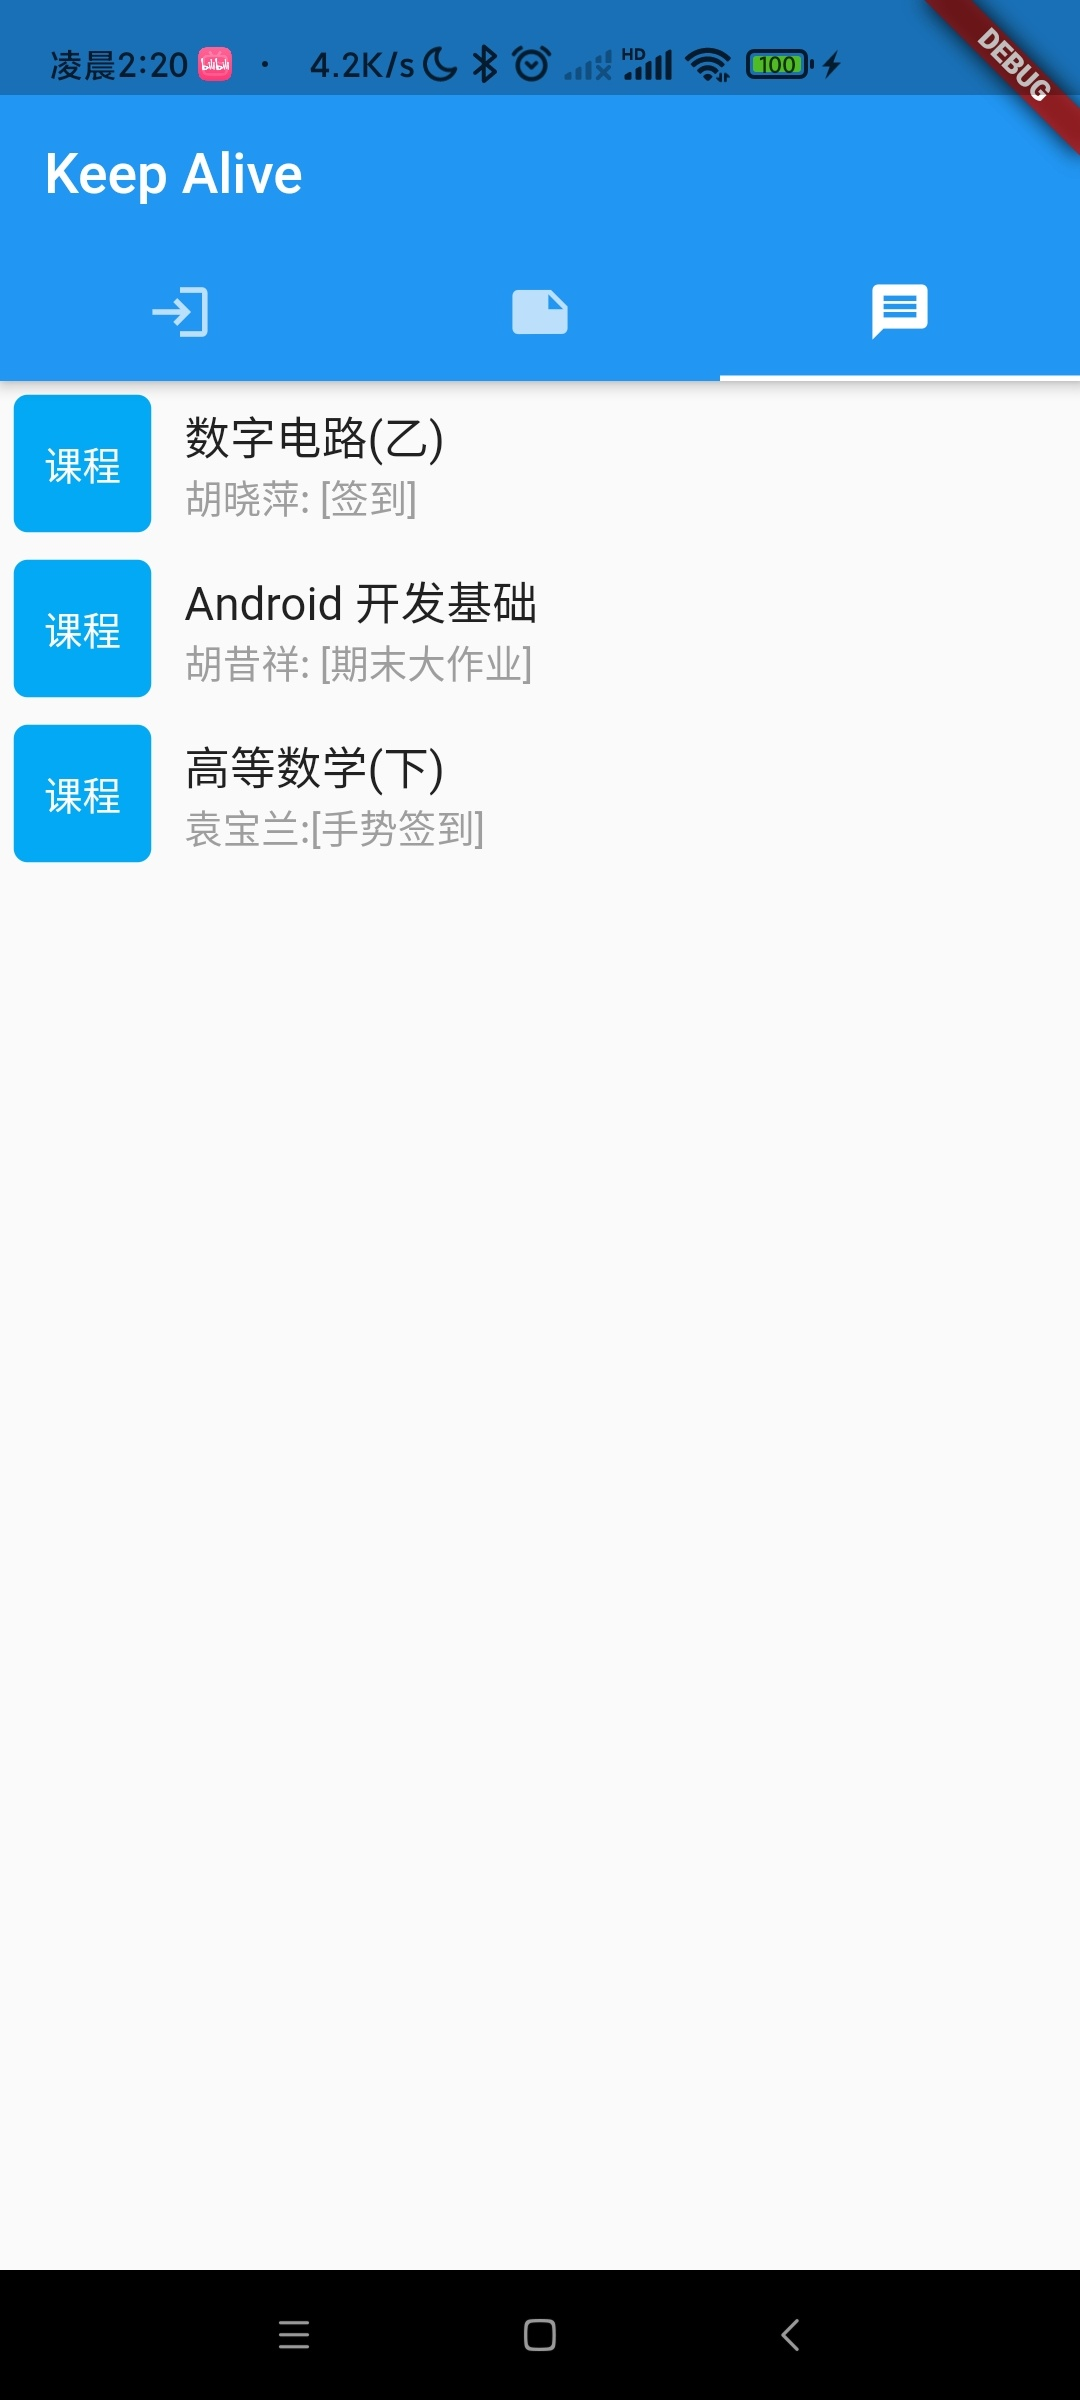 凌晨2:20 bilibili · 4.2K/s HD 100
DEBUG
Keep Alive
课程
数字电路(乙)
胡晓萍: [签到]
课程
Android 开发基础
胡昔祥: [期末大作业]
课程
高等数学(下)
袁宝兰:[手势签到]